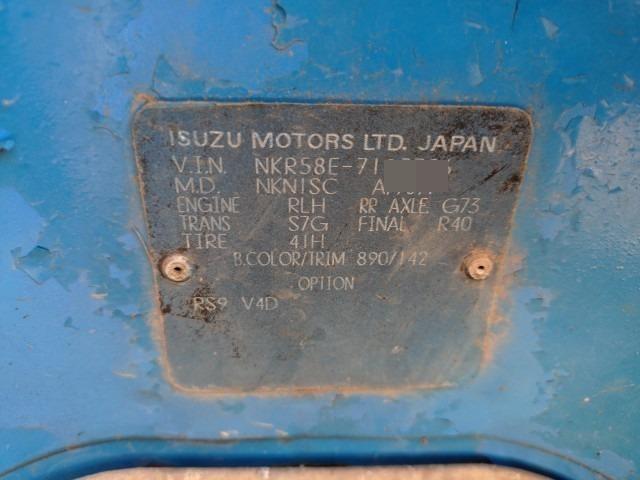 ISUZU MOTORS LTD. JAPAN
V.I.N. NKR58E-71
M.D. NKN1SC
ENGINE RLH RR AXLE G73
TRANS S7G FINAL R40
TIRE 41H
B.COLOR/TRIM 890/142
OPTION
RS9 V4D